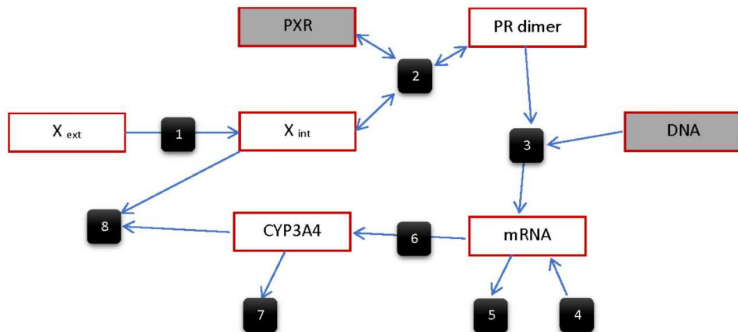 PXR
PR dimer
2
X ext
1
X int
3
DNA
8
CYP3A4
6
mRNA
7
5
4